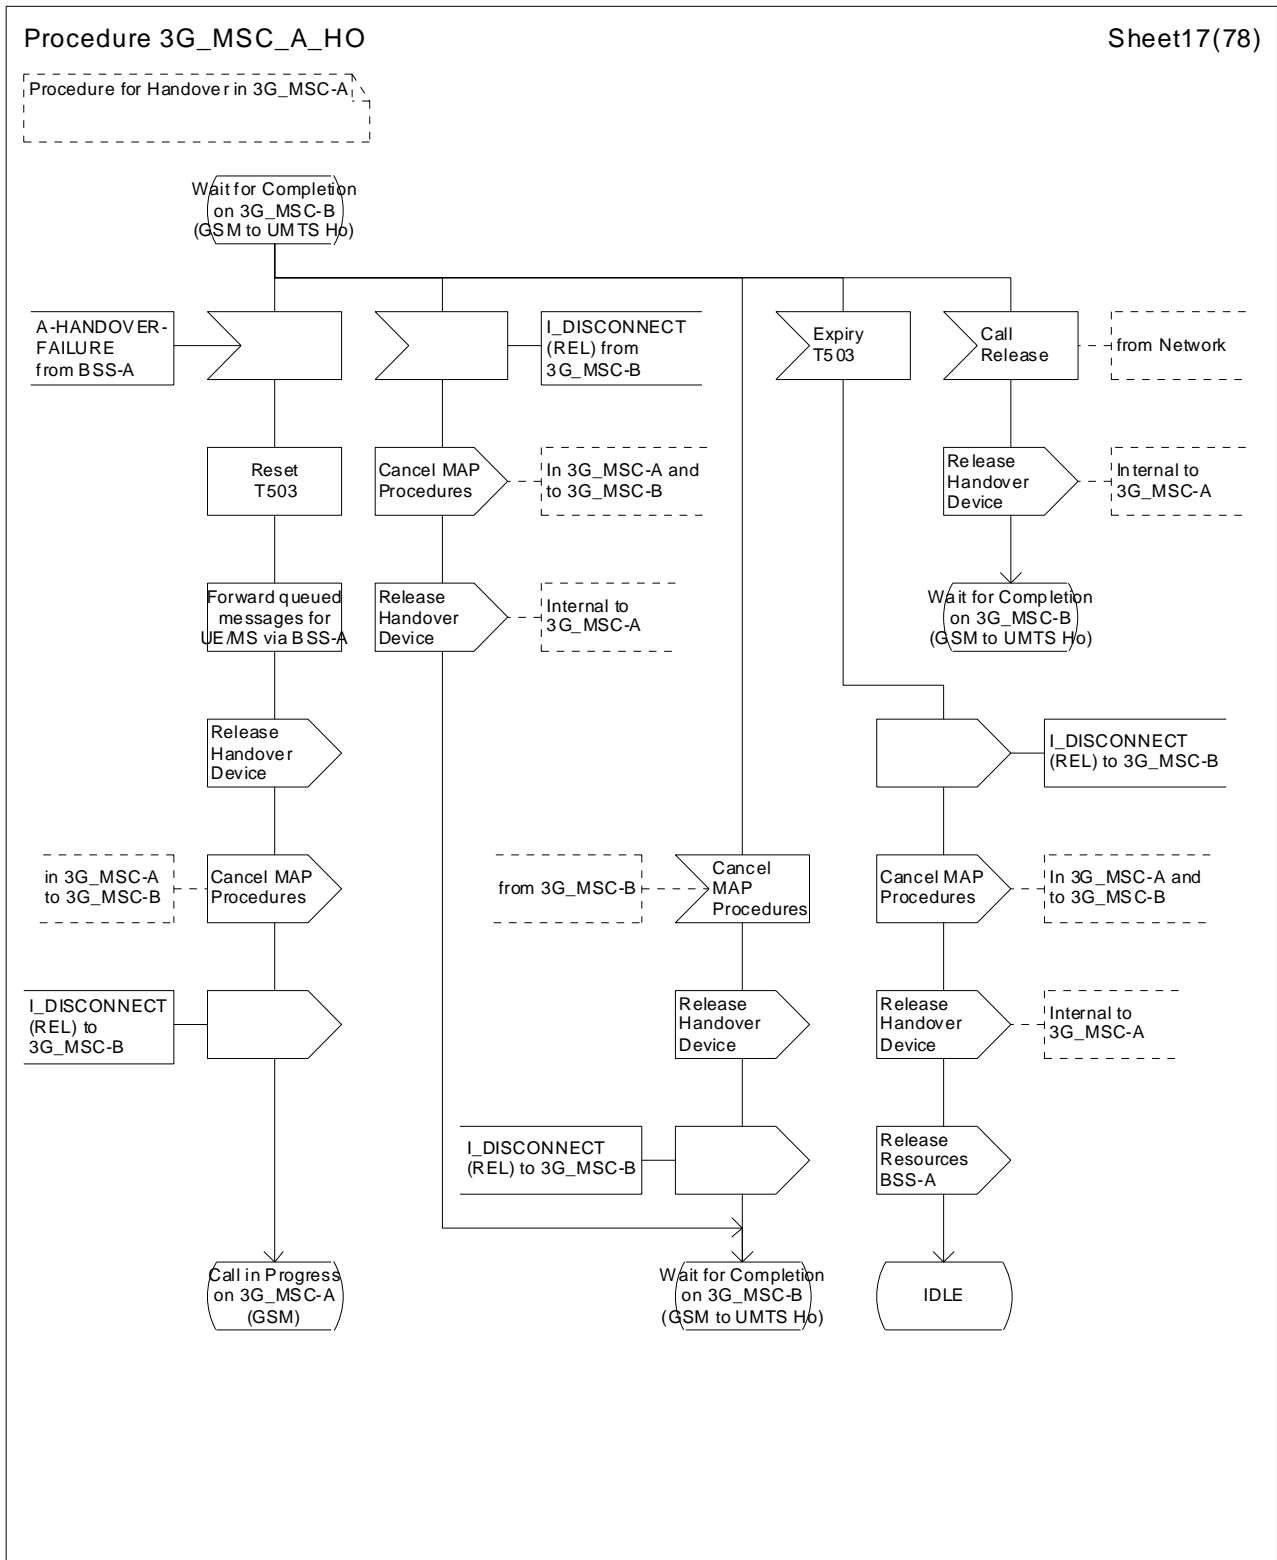 Procedure 3G_MSC_A_HO
Sheet17(78)
Procedure for Handover in 3G_MSC-A
Wait for Completion
on 3G_MSC-B
(GSM to UMTS Ho)
A-HANDOVER-
FAILURE
from BSS-A
I_DISCONNECT
(REL) from
3G_MSC-B
Expiry
T503
Call
Release
from Network
Reset
T503
Cancel MAP
Procedures
In 3G_MSC-A and
to 3G_MSC-B
Release
Handover
Device
Internal to
3G_MSC-A
Forward queued
messages for
UE/MS via BSS-A
Release
Handover
Device
Internal to
3G_MSC-A
Wait for Completion
on 3G_MSC-B
(GSM to UMTS Ho)
Release
Handover
Device
I_DISCONNECT
(REL) to 3G_MSC-B
in 3G_MSC-A
to 3G_MSC-B
Cancel MAP
Procedures
from 3G_MSC-B
Cancel
MAP
Procedures
Cancel MAP
Procedures
In 3G_MSC-A and
to 3G_MSC-B
I_DISCONNECT
(REL) to
3G_MSC-B
Release
Handover
Device
Release
Handover
Device
Internal to
3G_MSC-A
I_DISCONNECT
(REL) to 3G_MSC-B
Release
Resources
BSS-A
Call in Progress
on 3G_MSC-A
(GSM)
Wait for Completion
on 3G_MSC-B
(GSM to UMTS Ho)
IDLE